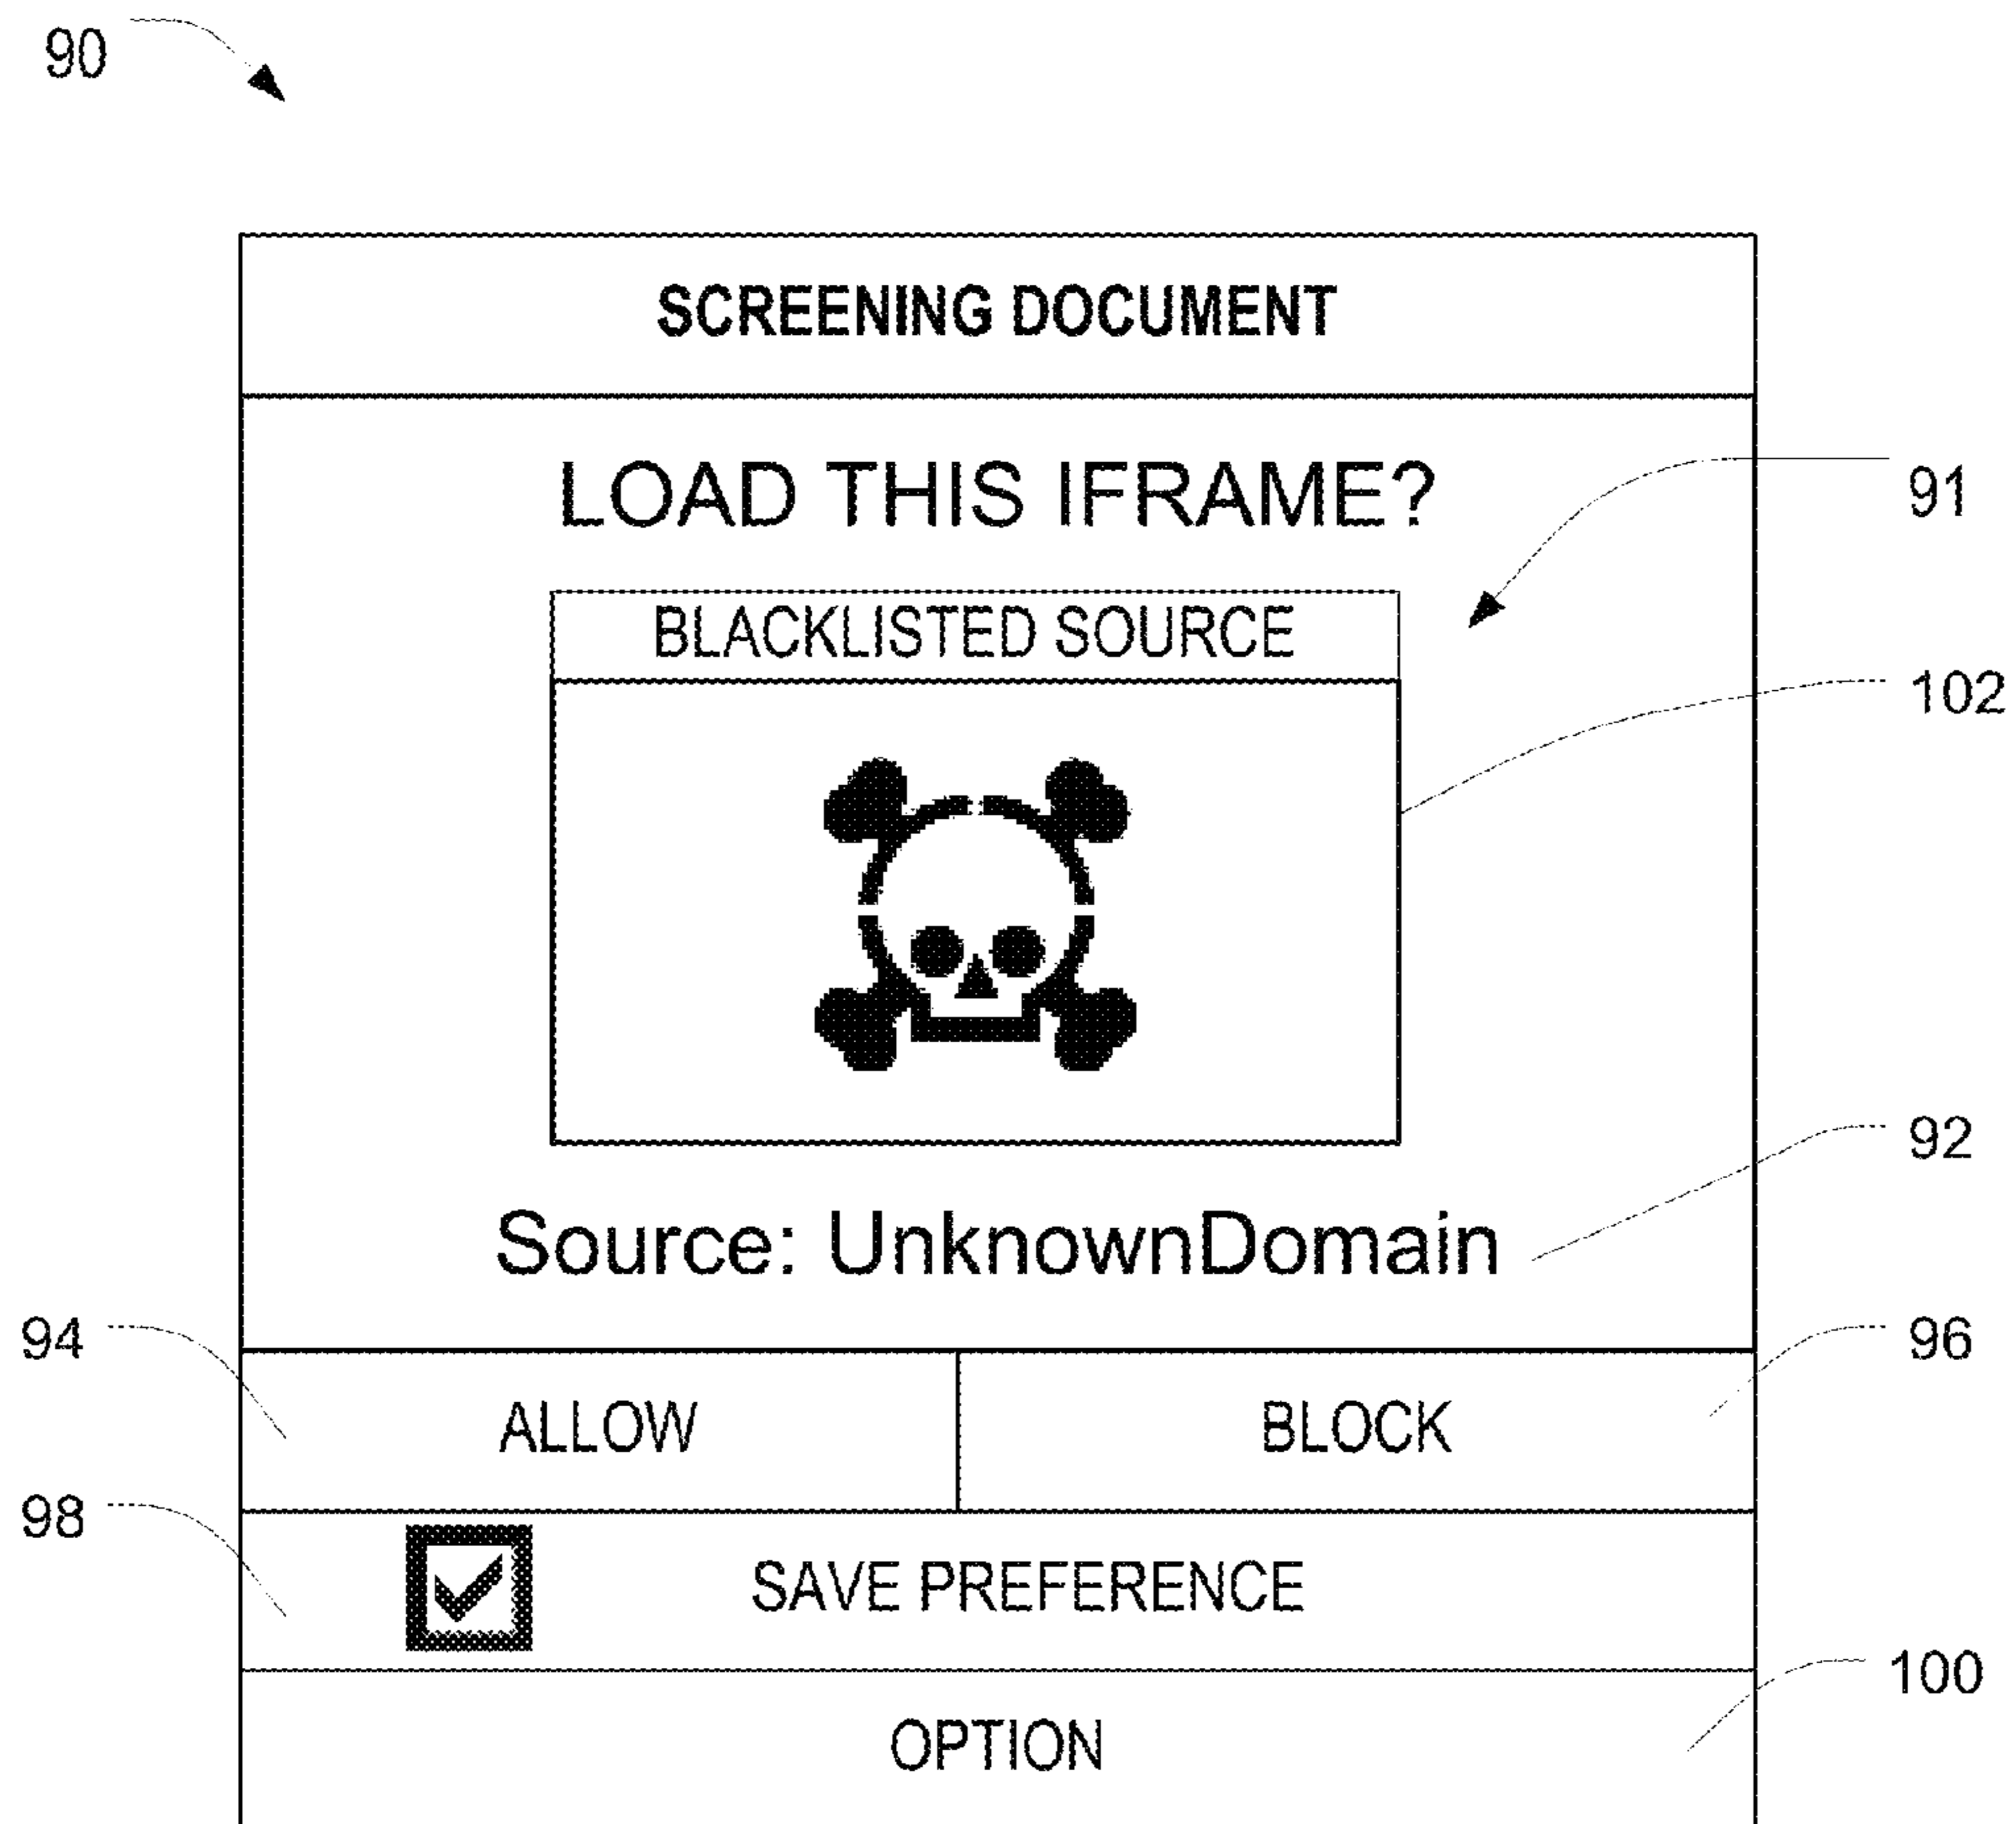 90
SCREENING DOCUMENT
LOAD THIS IFRAME?
91
BLACKLISTED SOURCE
102
92
Source: UnknownDomain
94
96
ALLOW
BLOCK
98
SAVE PREFERENCE
100
OPTION